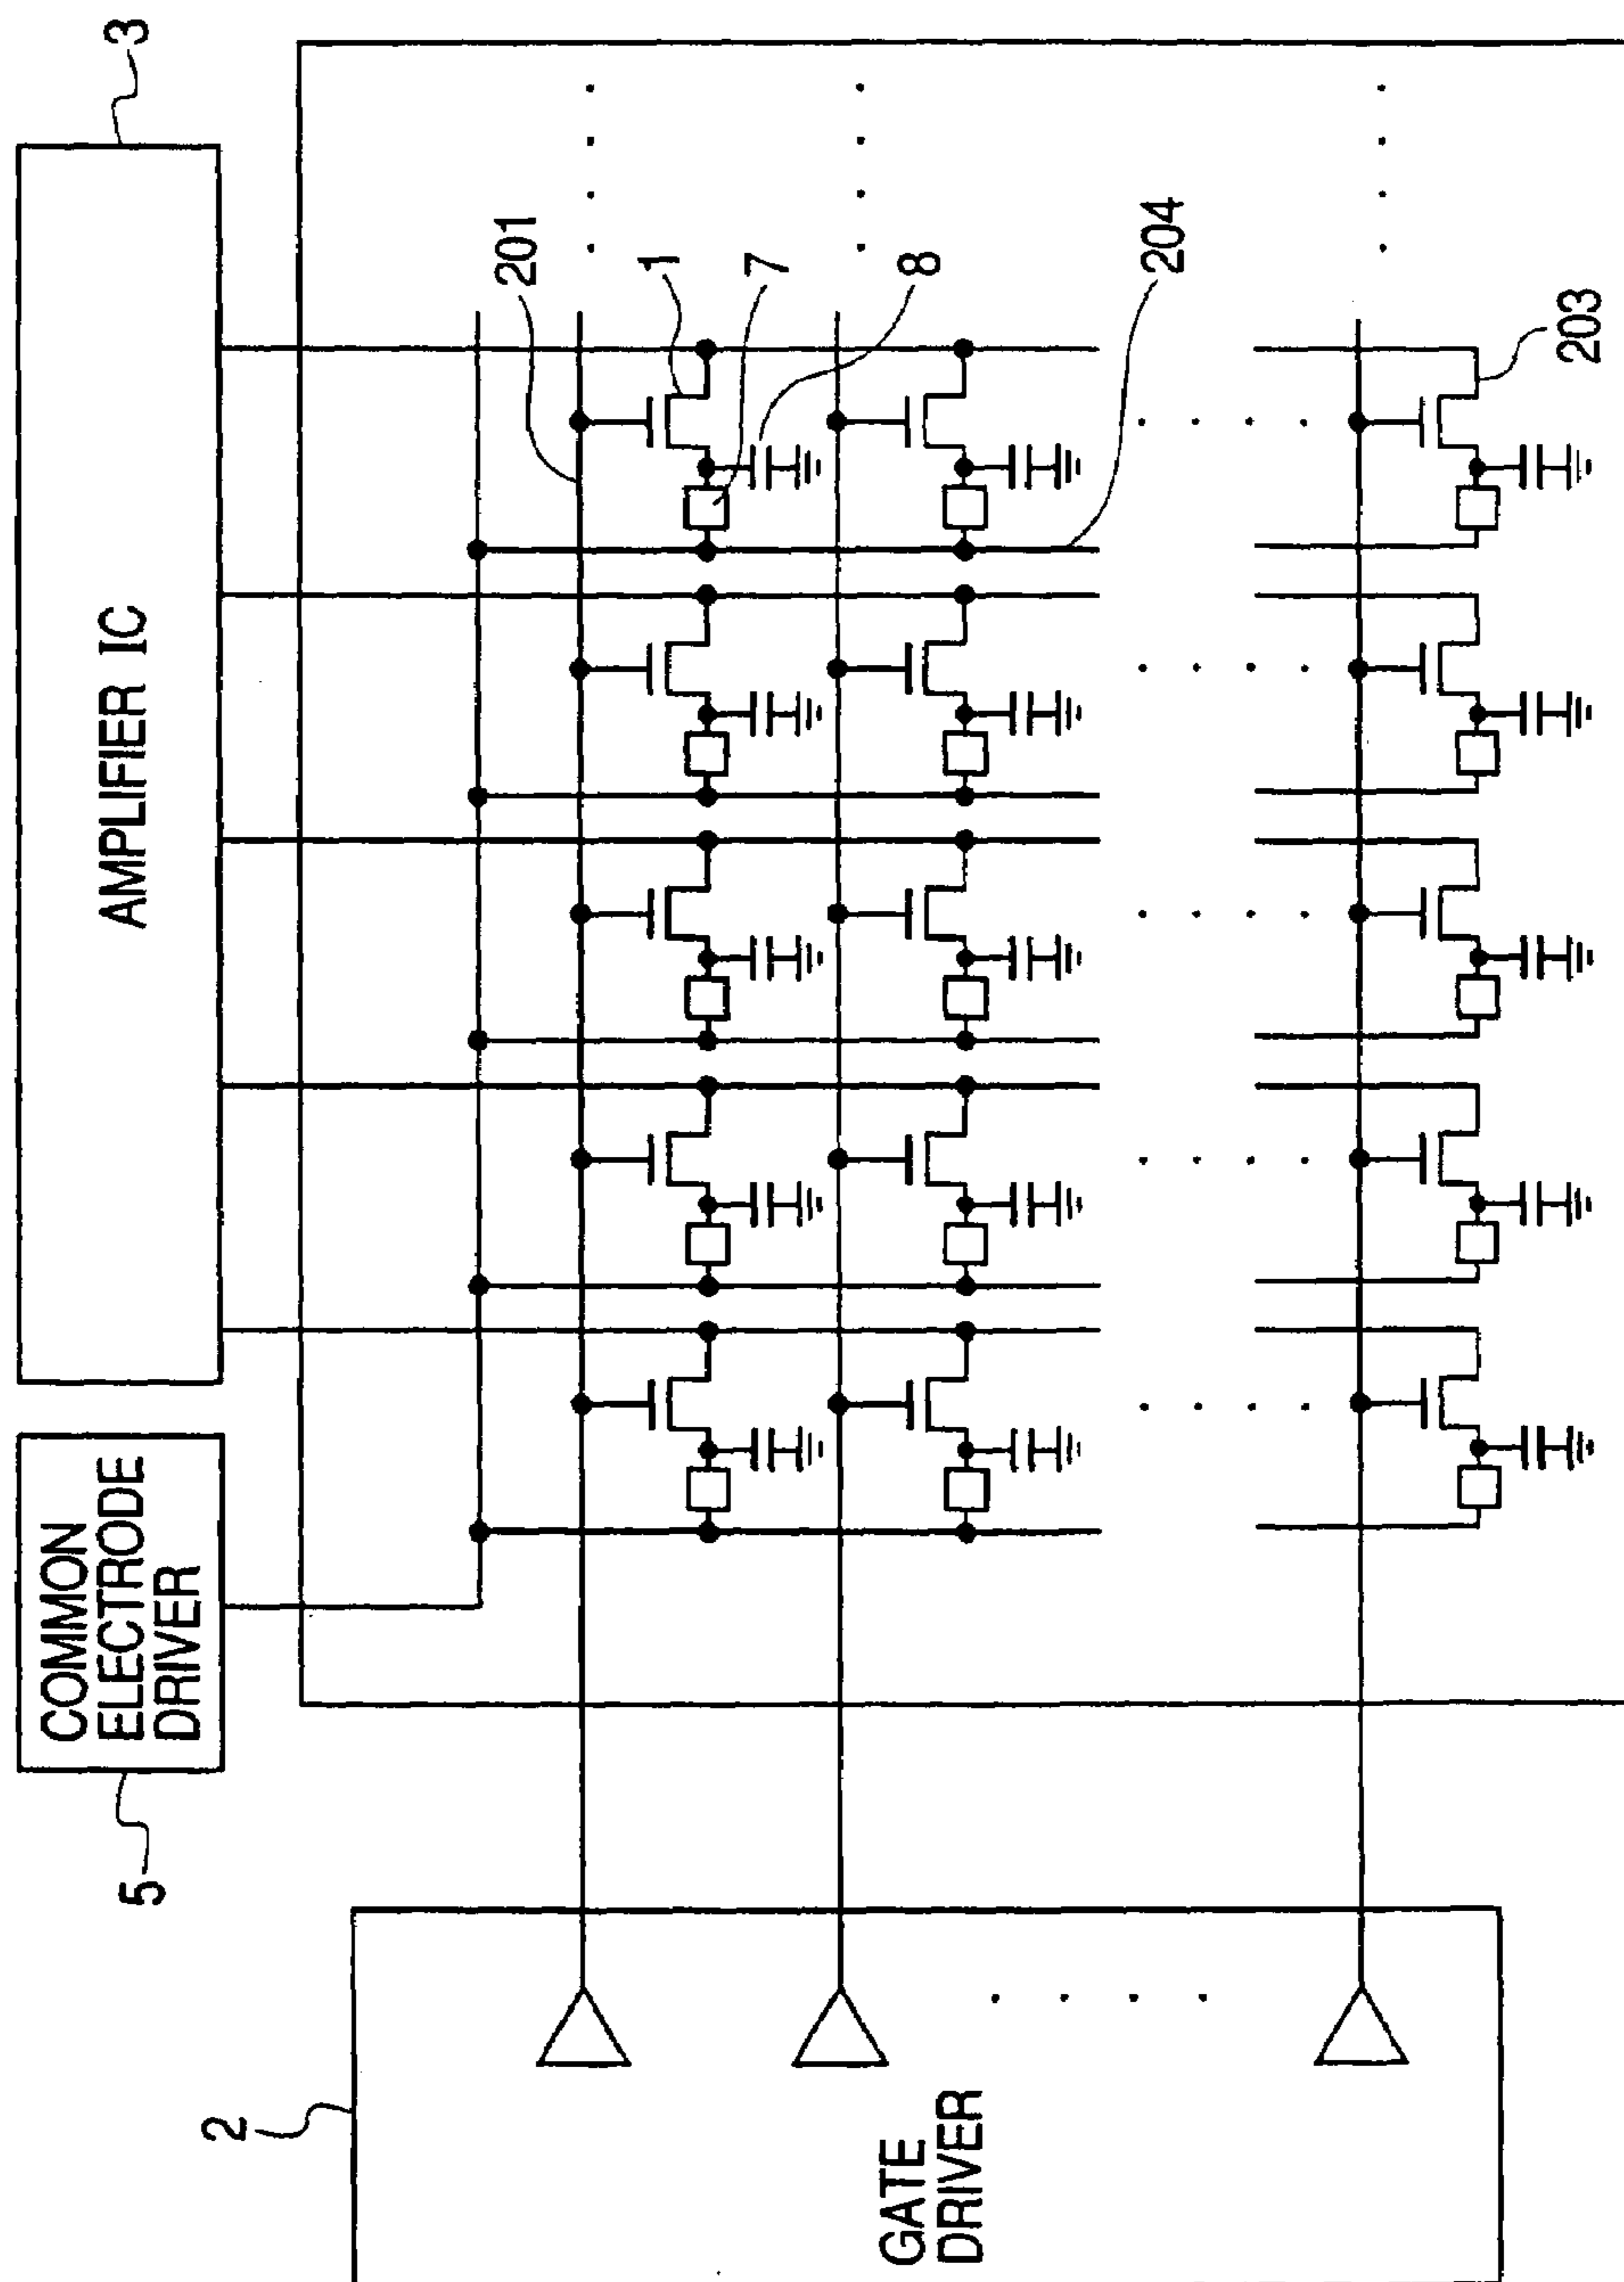 3
AMPLIFIER IC
COMMON
ELECTRODE
DRIVER
5
201
1
7
8
204
203
2
GATE
DRIVER